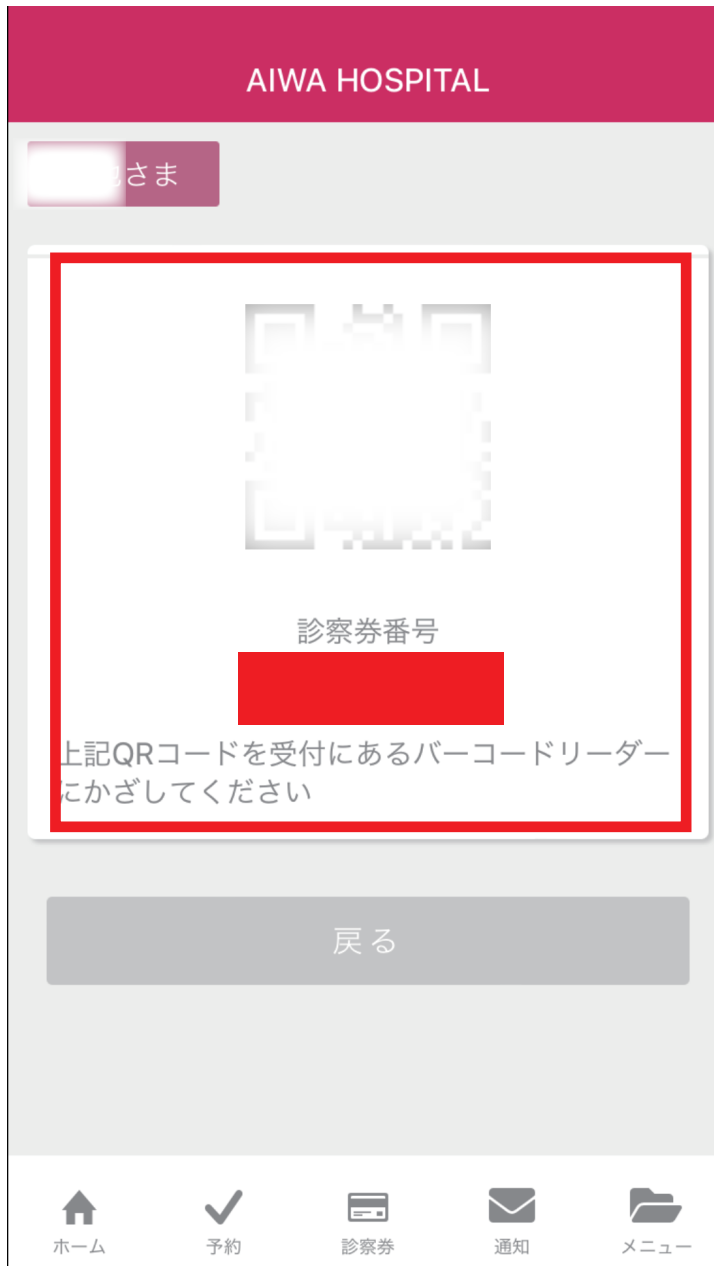 AIWA HOSPITAL
さま
診察券番号
上記QRコードを受付にあるバーコードリーダー
にかざしてください
戻る
ホーム
予約
診察券
通知
メニュー